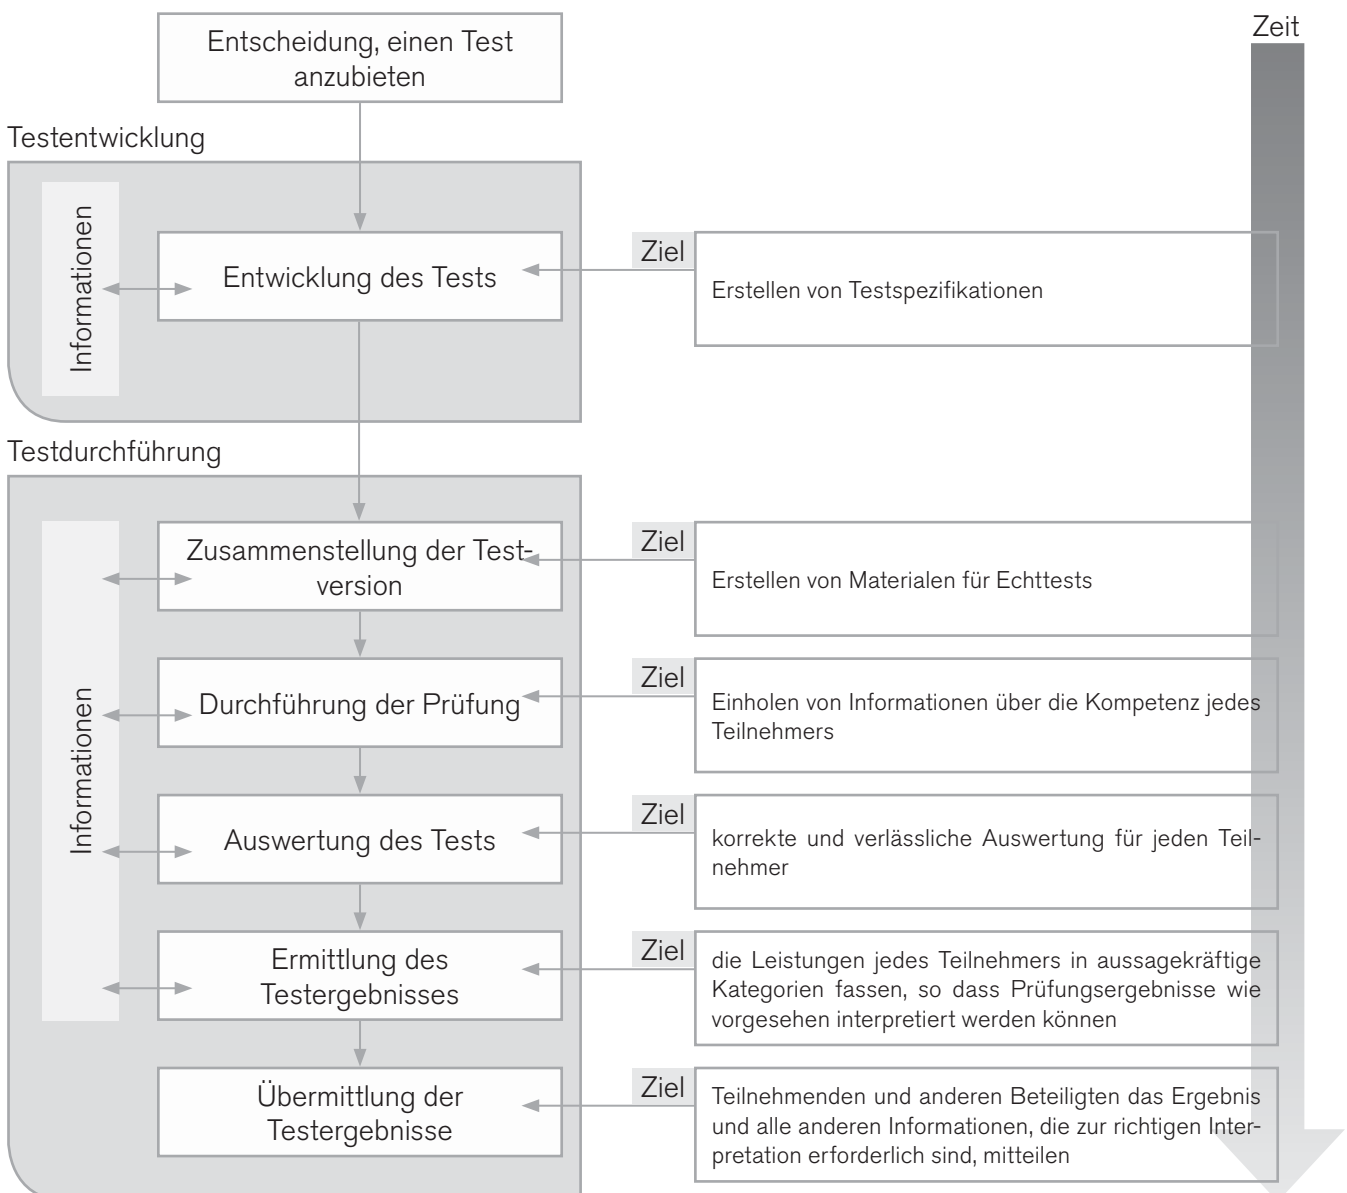 Zeit
Entscheidung, einen Test
anzubieten
Testentwicklung
Informationen
Entwicklung des Tests
Ziel
Erstellen von Testspezifikationen
Testdurchführung
Informationen
Zusammenstellung der Test-
version
Ziel
Erstellen von Materialen für Echttests
Durchführung der Prüfung
Ziel
Einholen von Informationen über die Kompetenz jedes
Teilnehmers
Auswertung des Tests
Ziel
korrekte und verlässliche Auswertung für jeden Teil-
nehmer
Ermittlung des
Testergebnisses
Ziel
die Leistungen jedes Teilnehmers in aussagekräftige
Kategorien fassen, so dass Prüfungsergebnisse wie
vorgesehen interpretiert werden können
Übermittlung der
Testergebnisse
Ziel
Teilnehmenden und anderen Beteiligten das Ergebnis
und alle anderen Informationen, die zur richtigen Inter-
pretation erforderlich sind, mitteilen